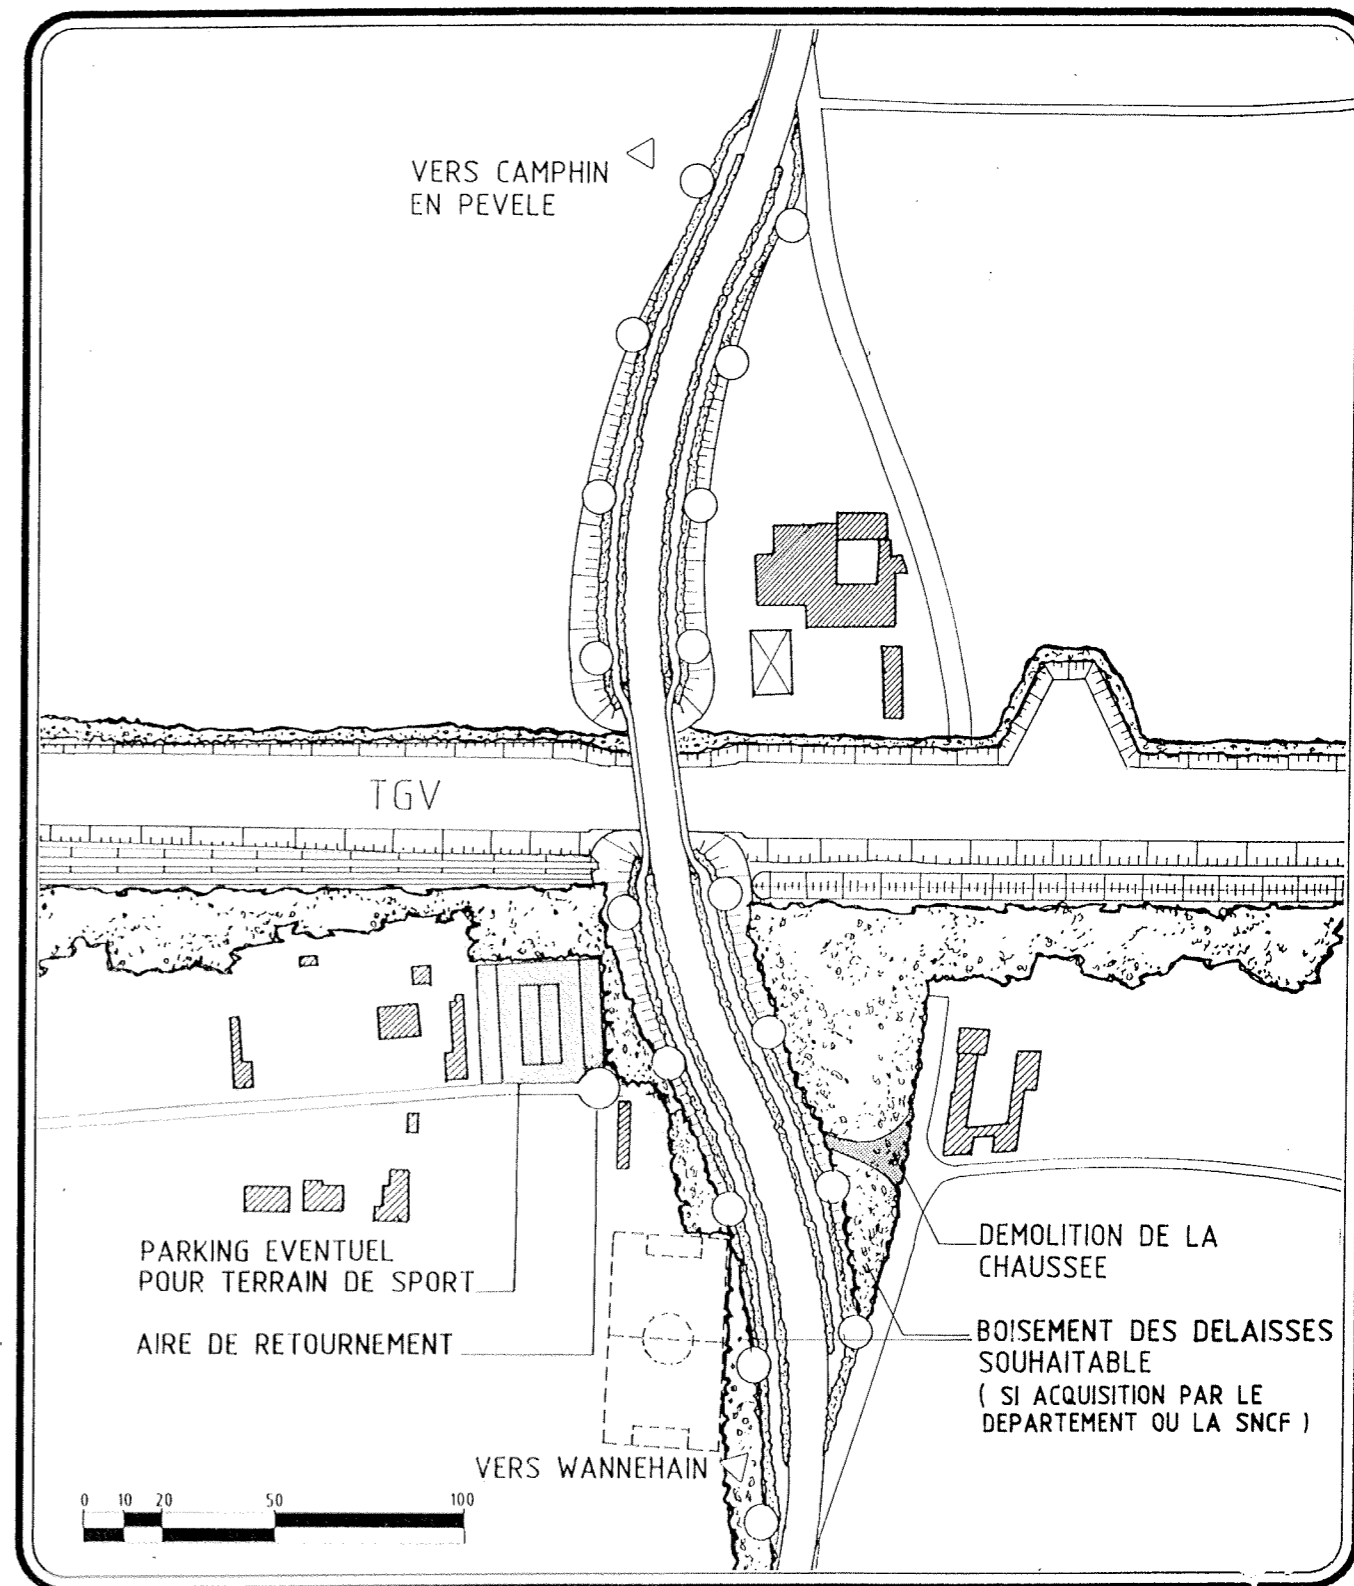 VERS CAMPHIN
EN PEVELE
TGV
PARKING EVENTUEL
POUR TERRAIN DE SPORT
AIRE DE RETOURNEMENT
DEMOLITION DE LA
CHAUSSEE
BOISEMENT DES DELAISSES
SOUHAITABLE
( SI ACQUISITION PAR LE
DEPARTEMENT OU LA SNCF )
VERS WANNEHAIN
0 10 20 50 100